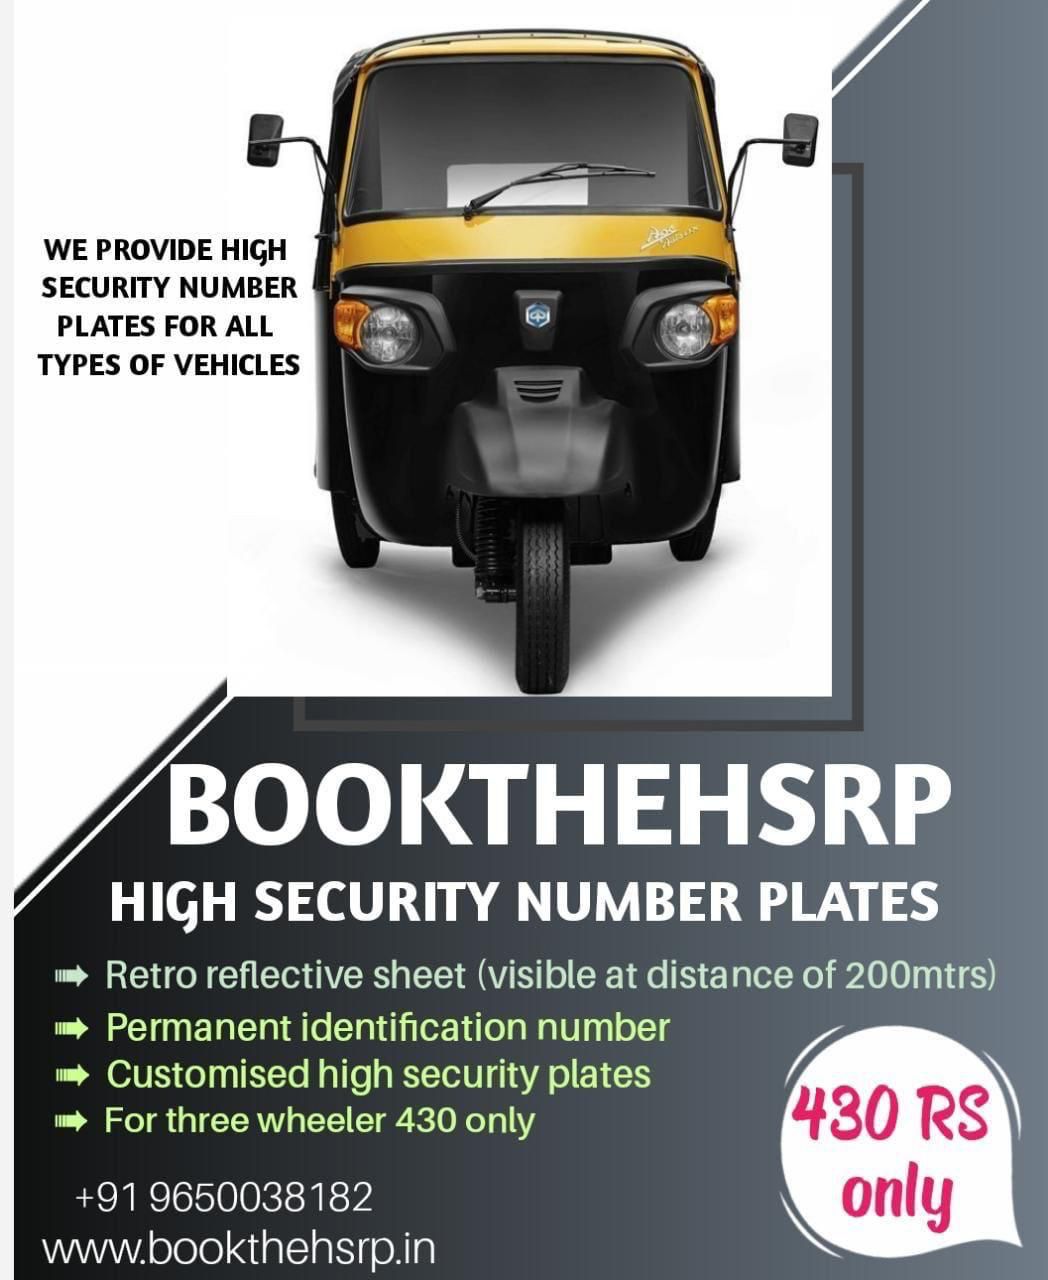 WE PROVIDE HIGH
SECURITY NUMBER
PLATES FOR ALL
TYPES OF VEHICLES
Ape
BOOKTHEHSRP
HIGH SECURITY NUMBER PLATES
Retro reflective sheet (visible at distance of 200mtrs)
Permanent identification number
Customised high security plates
For three wheeler 430 only
430 RS
only
+91 9650038182
www.bookthehsrp.in